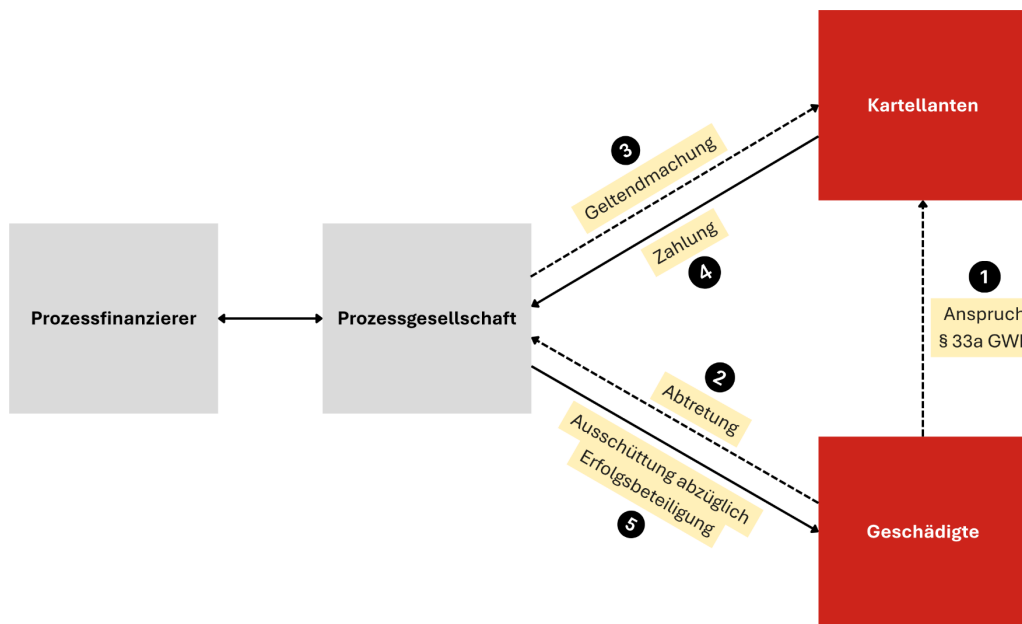 Kartellanten
3
Geltendmachung
Zahlung
4
1
Anspruch
§ 33a GW
Prozessfinanzierer
Prozessgesellschaft
2
Abtretung
Ausschüttung abzüglich
Erfolgsbeteiligung
5
Geschädigte